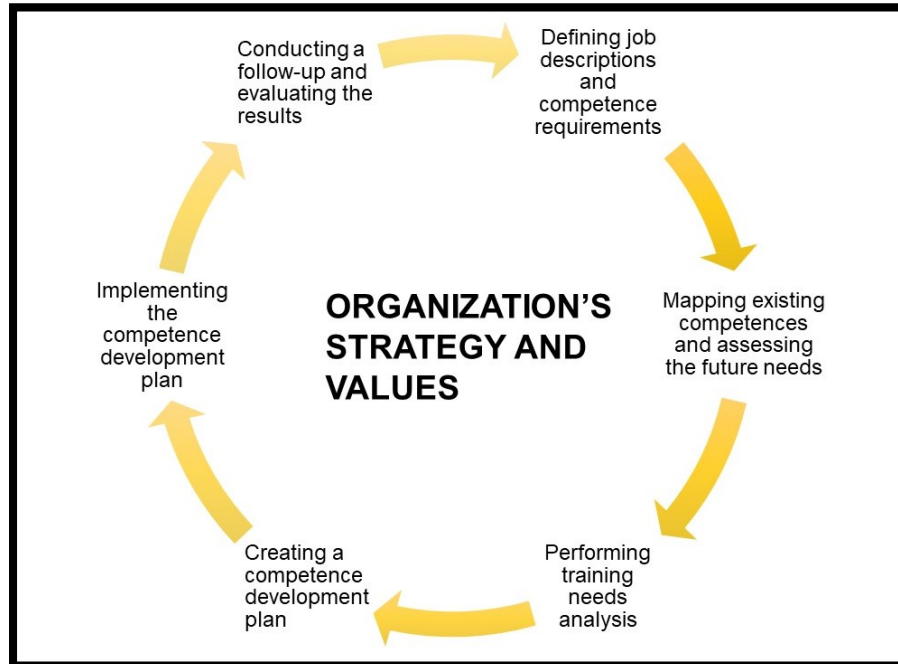 Conducting a
follow-up and
evaluating the
results
Defining job
descriptions
and
competence
requirements
Mapping existing
competences
and assessing
the future needs
Performing
training
needs
analysis
Creating a
competence
development
plan
Implementing
the
competence
development
plan
ORGANIZATION’S
STRATEGY AND
VALUES